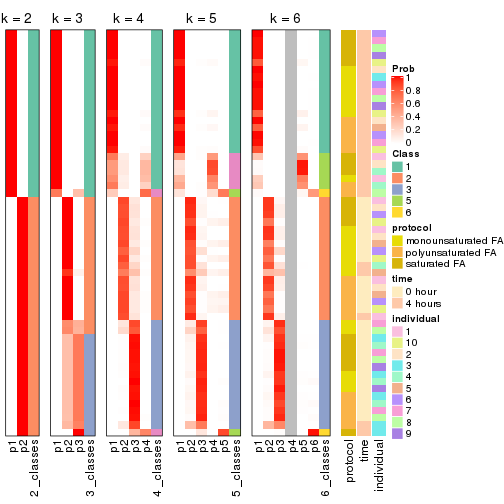 k = 2
k = 3
k = 4
k = 5
k = 6
Prob
1
0.8
0.6
0.4
0.2
0
Class
1
2
3
5
6
protocol
monounsaturated FA
polyunsaturated FA
saturated FA
time
0 hour
4 hours
individual
1
10
2
3
4
5
6
7
8
9
p1
p2
2_classes
p1
p2
p3
3_classes
p1
p2
p3
p4
4_classes
p1
p2
p3
p4
p5
5_classes
p1
p2
p3
p4
p5
p6
6_classes
protocol
time
individual